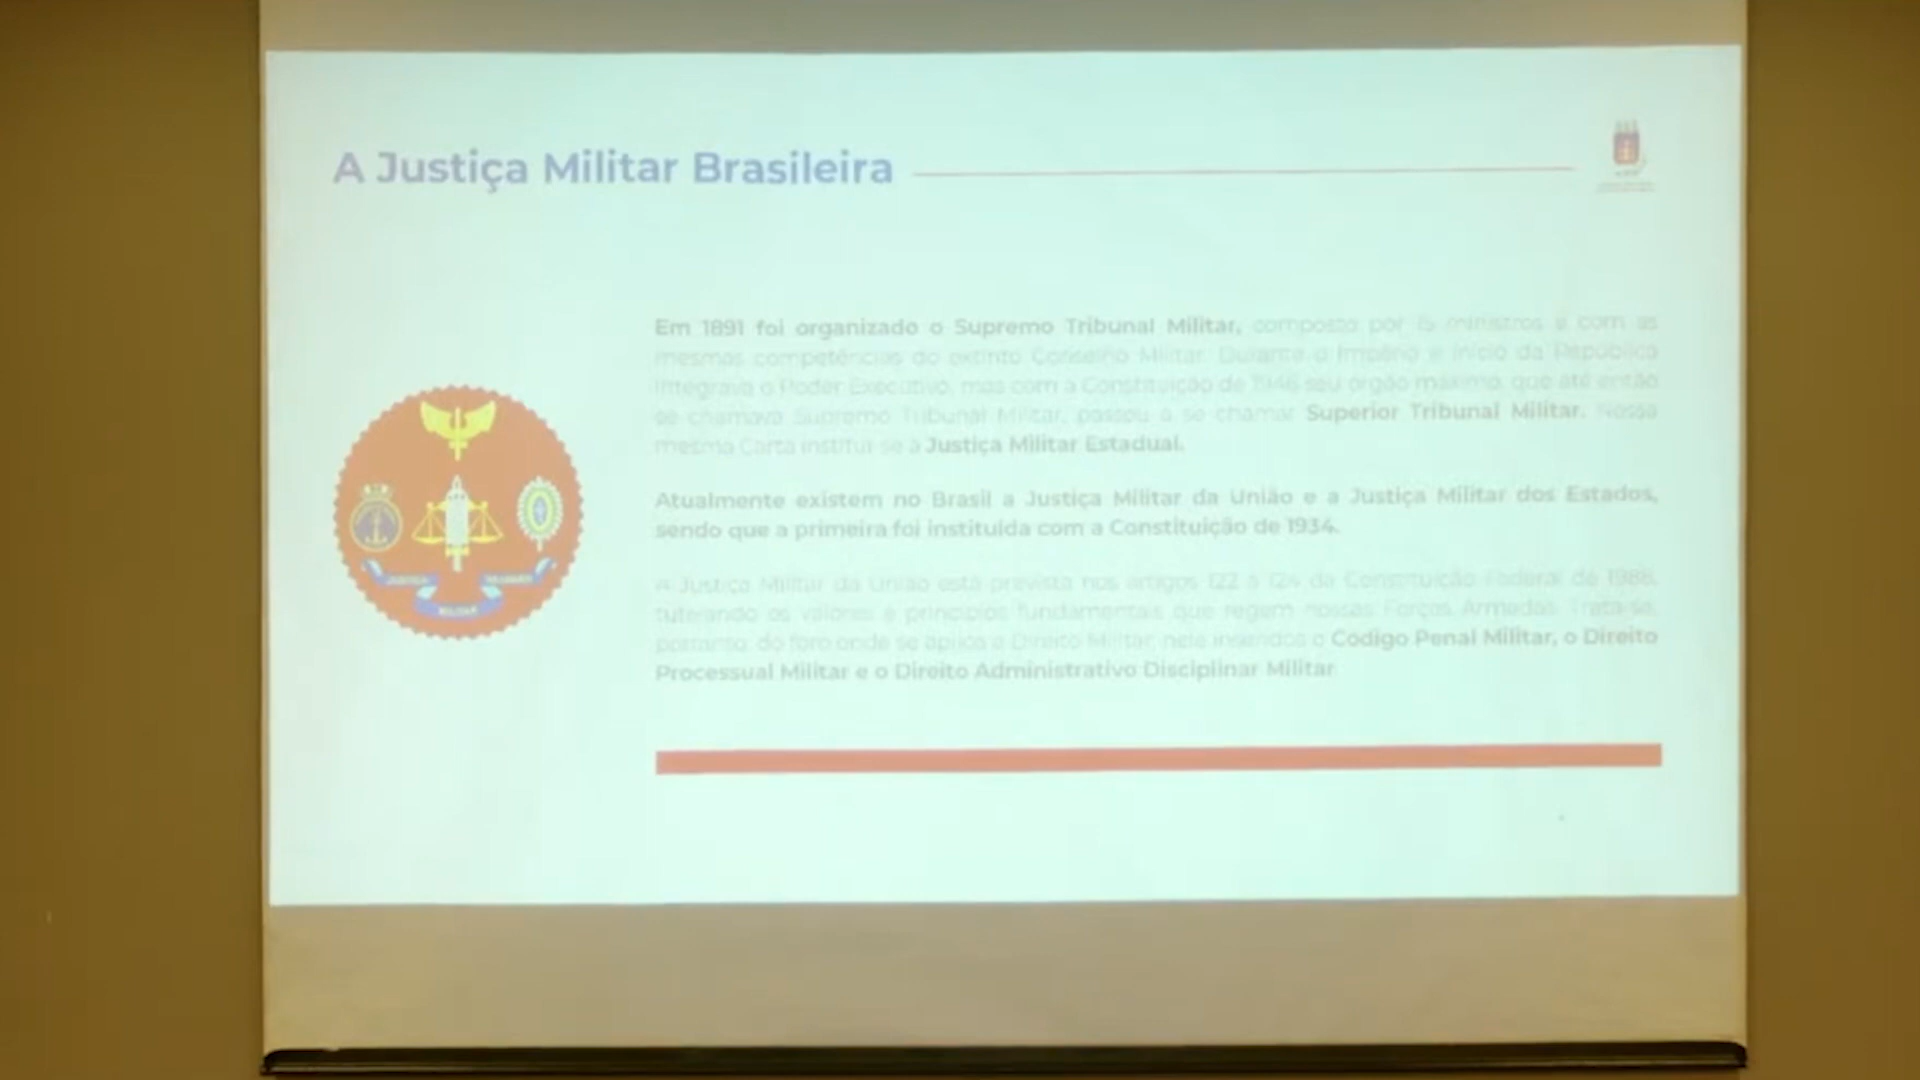 A Justiça Militar Brasileira
Em 1891 foi organizado o Supremo Tribunal Militar, composto por 15 ministros e com as
mesmas competências do extinto Conselho Militar. Durante o Império e início da República
integrava o Poder Executivo, mas com a Constituição de 1946 seu órgão máximo, que até então
se chamava Supremo Tribunal Militar, passou a se chamar Superior Tribunal Militar. Nessa
mesma Carta institui-se a Justiça Militar Estadual.
Atualmente existem no Brasil a Justiça Militar da União e a Justiça Militar dos Estados,
sendo que a primeira foi instituída com a Constituição de 1934.
A Justiça Militar da União está prevista nos artigos 122 a 124 da Constituição Federal de 1988,
tutelando os valores e princípios fundamentais que regem nossas Forças Armadas. Trata-se,
portanto, do foro onde se aplica o Direito Militar, nele inseridos o Código Penal Militar, o Direito
Processual Militar e o Direito Administrativo Disciplinar Militar.
JUSTIÇA
MILITAR